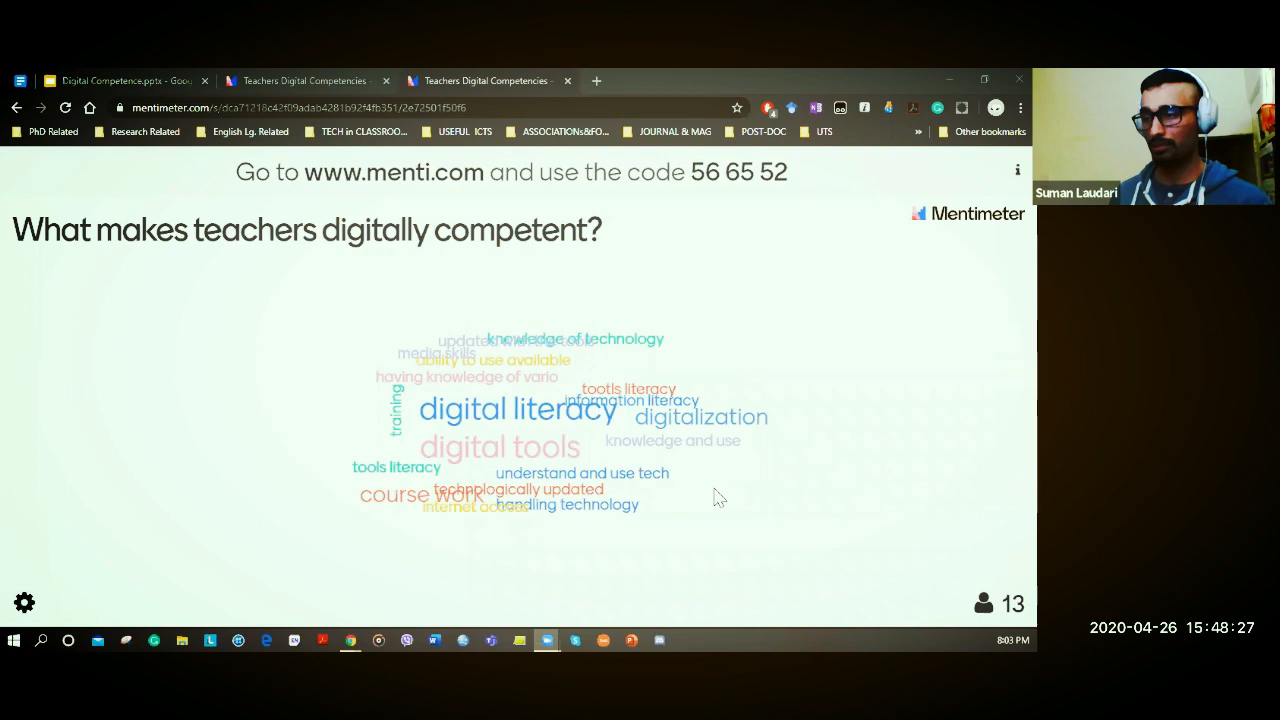 Digital Competence.pptx - Goo
Teachers Digital Competencies -
Teachers Digital Competencies -
mentimeter.com/s/dca71218c42f09adab4281b92f4fb351/2e72501f50f6
PhD Related
Research Related
English Lg. Related
TECH in CLASSROO...
USEFUL ICTS
ASSOCIATIONs&FO...
JOURNAL & MAG
POST-DOC
UTS
»
Other bookmarks
Go to www.menti.com and use the code 56 65 52
Suman Laudari
Mentimeter
What makes teachers digitally competent?
knowledge of technology
updated with the tools
media skills
ability to use available
having knowledge of vario
tootls literacy
training
information literacy
digital literacy
digitalization
knowledge and use
digital tools
tools literacy
understand and use tech
technologically updated
course work
internet access
handling technology
13
2020-04-26 15:48:27
8:03 PM